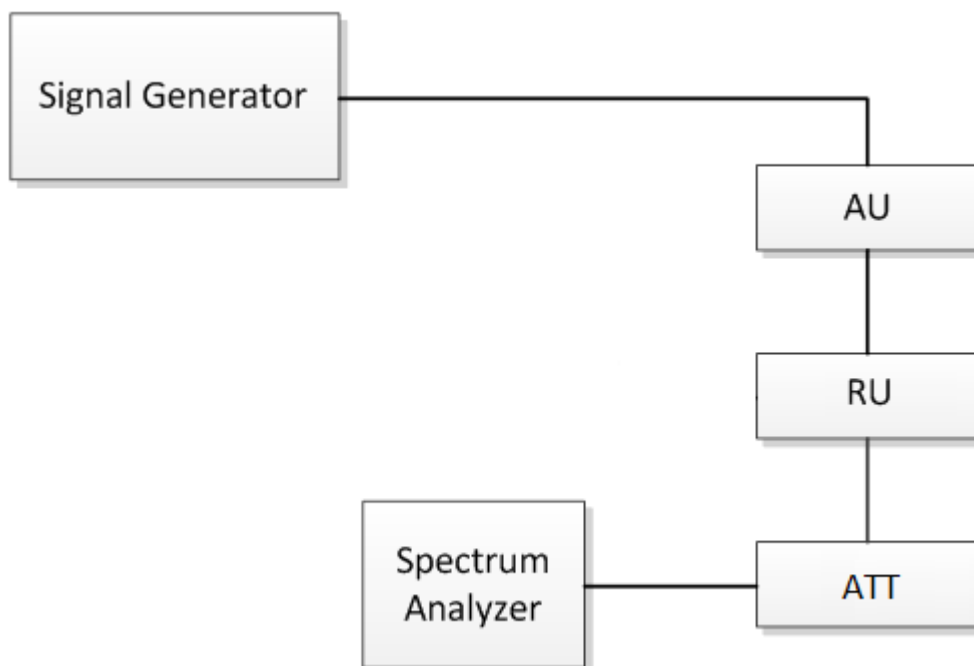 Signal Generator
AU
RU
Spectrum
Analyzer
ATT